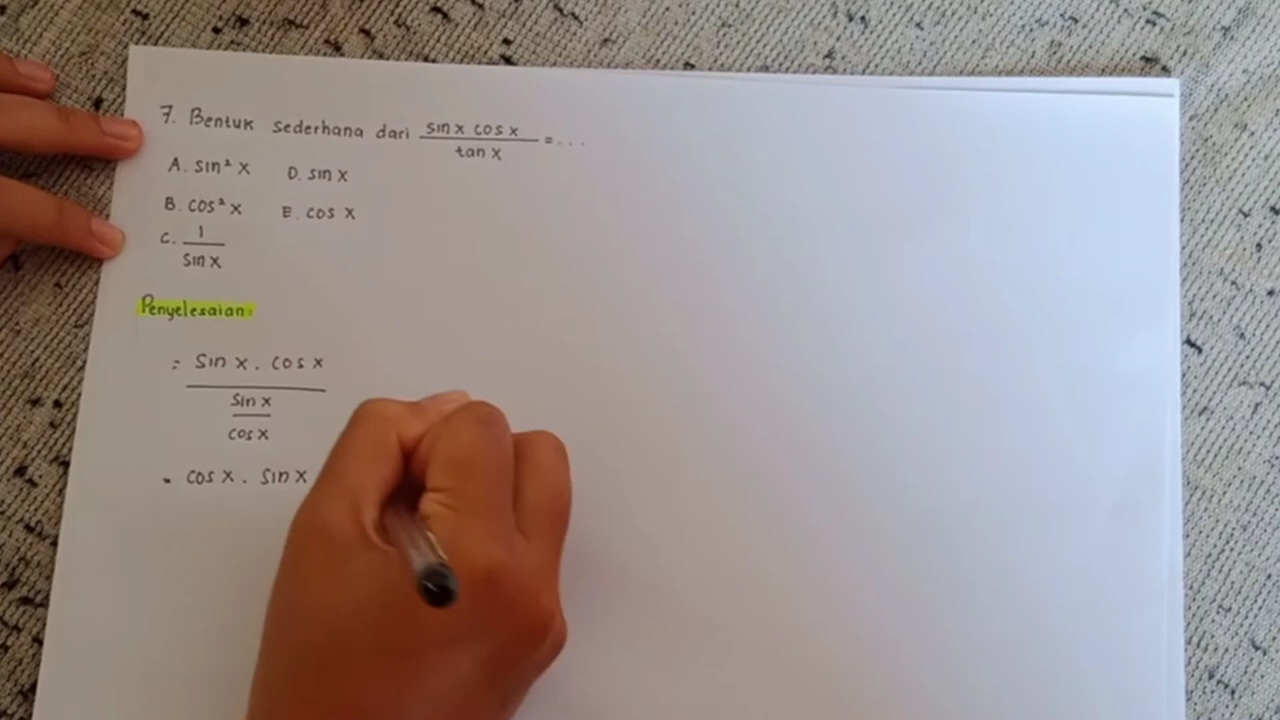 7. Bentuk sederhana dari sin x cos x / tan x = ...
A. sin² x D. sin x
B. cos² x E. cos x
C. 1 / sin x
Penyelesaian:
= sin x . cos x
sin x
cos x
= cos x . sin x